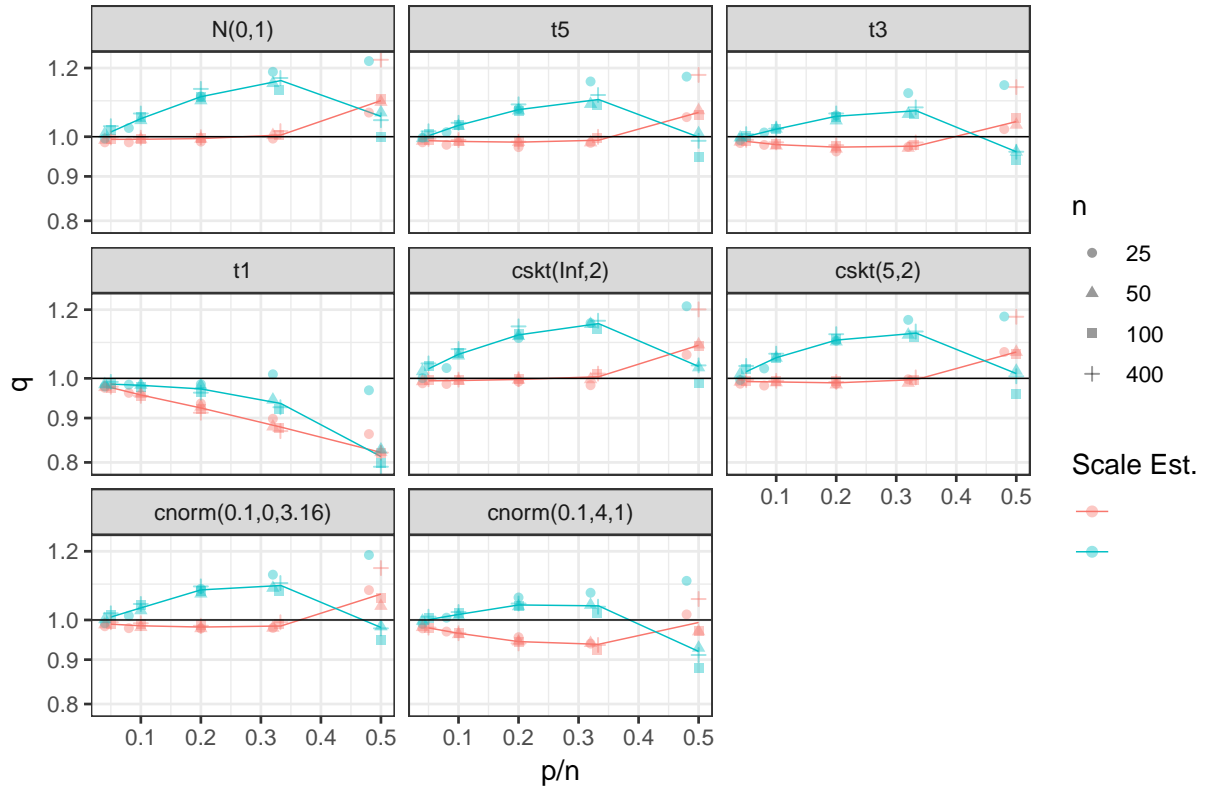 N(0,1) t5 t3
1.2
1.0
0.9
0.8
t1 cskt(Inf,2) cskt(5,2)
1.2
1.0
0.9
0.8
0.1 0.2 0.3 0.4 0.5
cnorm(0.1,0,3.16) cnorm(0.1,4,1)
1.2
1.0
0.9
0.8
0.1 0.2 0.3 0.4 0.5 0.1 0.2 0.3 0.4 0.5
p/n
q
n
25
50
100
400
Scale Est.